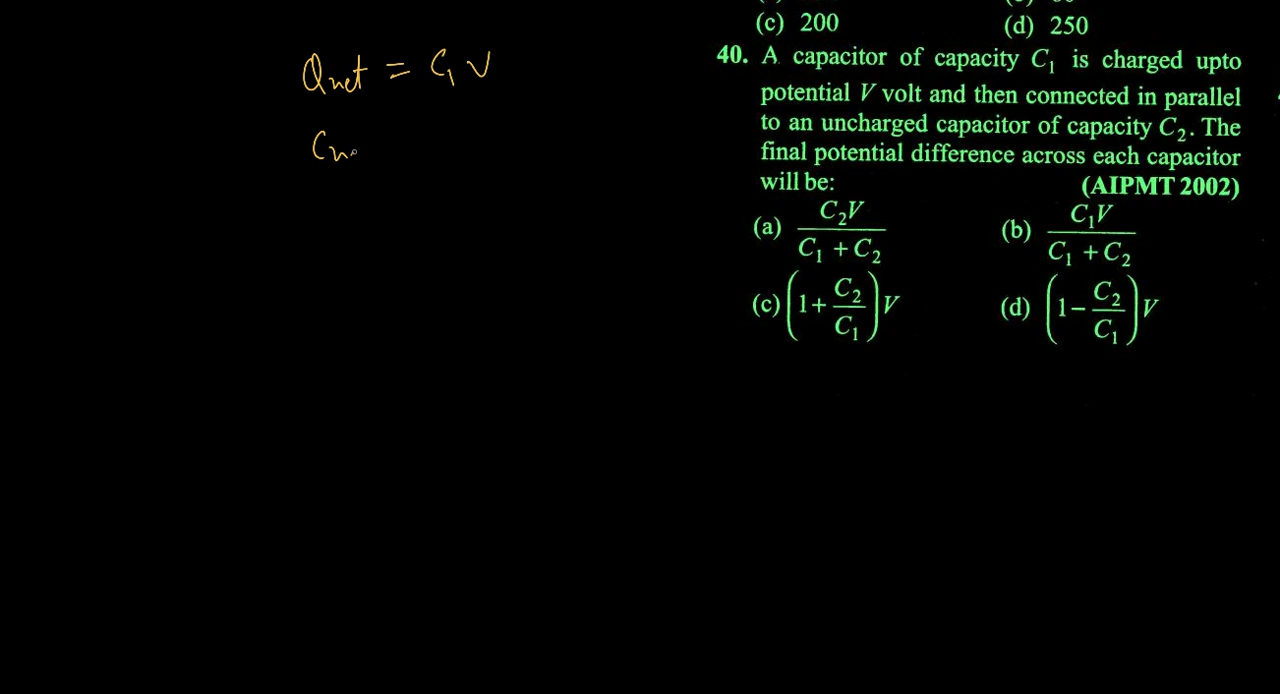 Qnet = C₁V
Cn
(c) 200 (d) 250
40. A capacitor of capacity C₁ is charged upto
potential V volt and then connected in parallel
to an uncharged capacitor of capacity C₂. The
final potential difference across each capacitor
will be: (AIPMT 2002)
(a) C₂V / C₁ + C₂ (b) C₁V / C₁ + C₂
(c) (1 + C₂/C₁) V (d) (1 − C₂/C₁) V